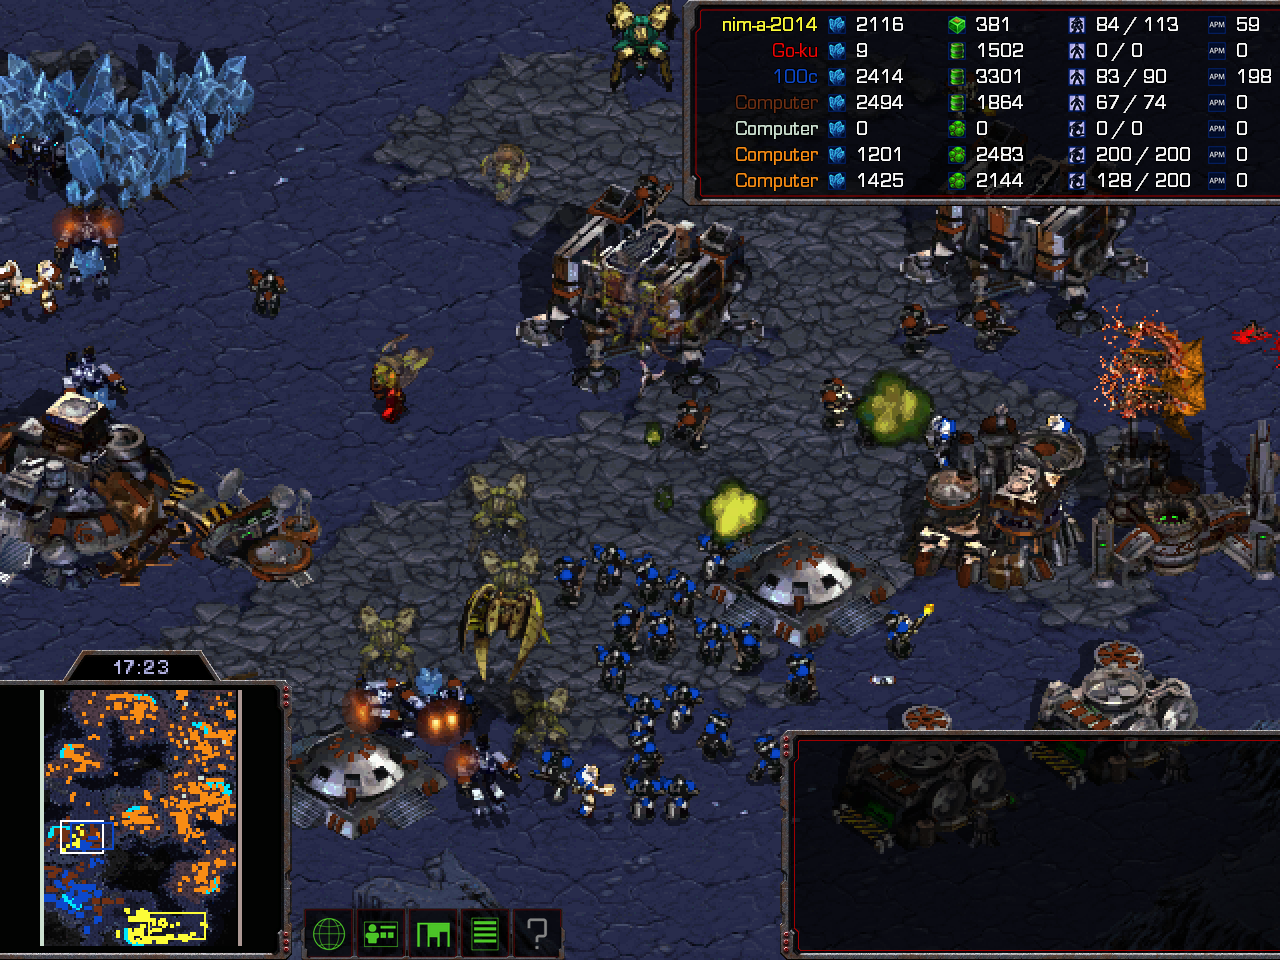 nim-a-2014 2116 381 84 / 113 APM 59
Go-ku 9 1502 0 / 0 APM 0
100c 2414 3301 83 / 90 APM 198
Computer 2494 1864 67 / 74 APM 0
Computer 0 0 0 / 0 APM 0
Computer 1201 2483 200 / 200 APM 0
Computer 1425 2144 128 / 200 APM 0
17:23
?